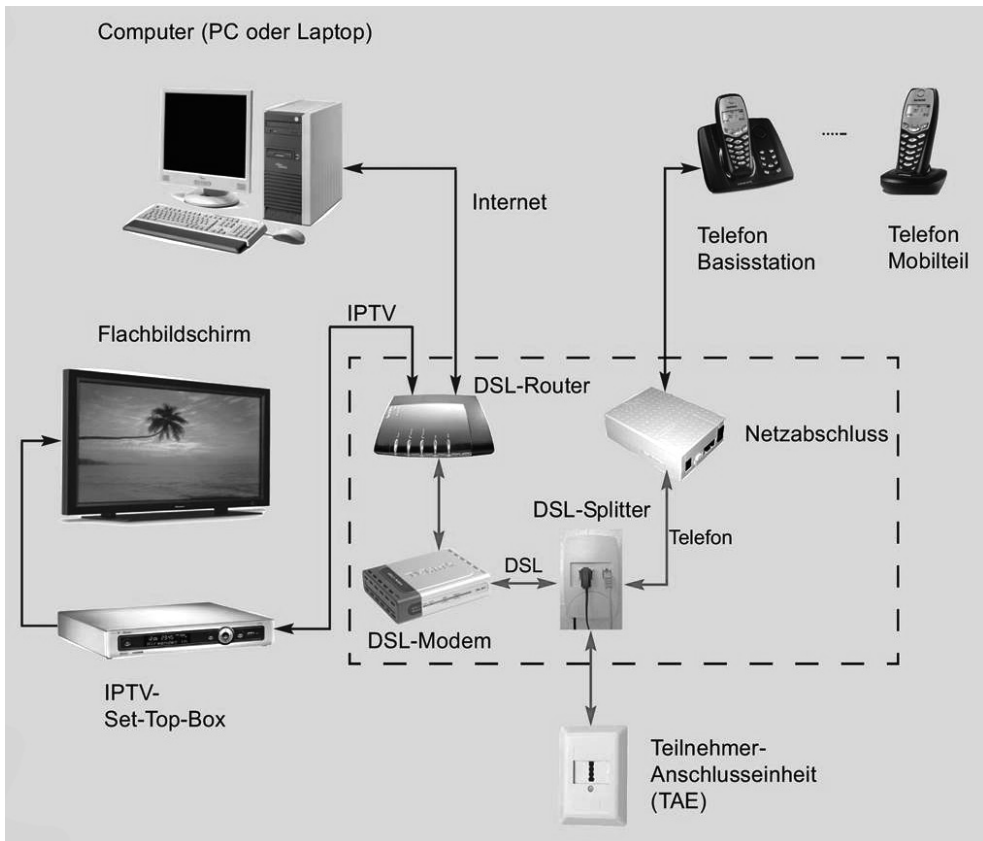 Computer (PC oder Laptop)
Internet
Telefon
Basisstation
Telefon
Mobilteil
IPTV
Flachbildschirm
DSL-Router
Netzabschluss
DSL-Splitter
Telefon
DSL
DSL-Modem
IPTV-
Set-Top-Box
Teilnehmer-
Anschlusseinheit
(TAE)